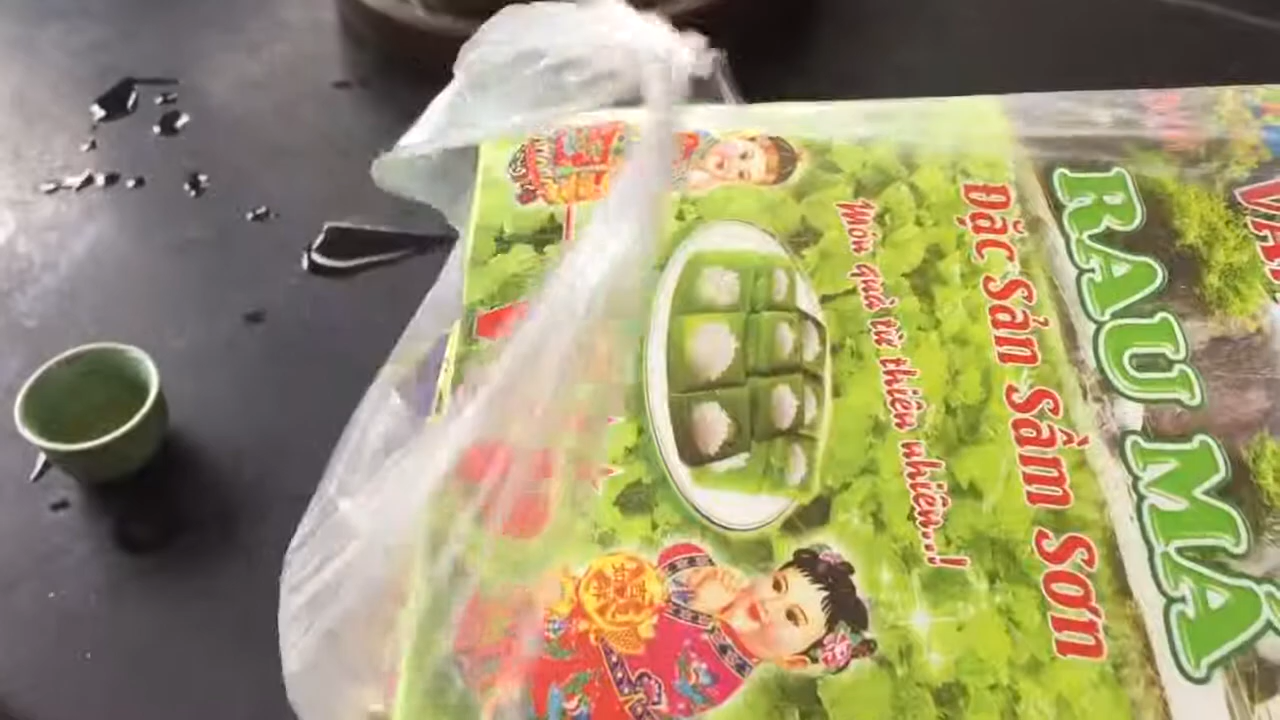 RAU MÁ
Đặc sản Sầm Sơn
Món quà từ thiên nhiên...!